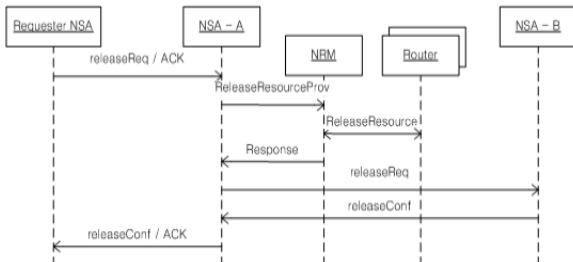 Requester NSA
NSA - A
NSA - B
NRM
Router
releaseReq / ACK
ReleaseResourceProv
ReleaseResource
Response
releaseReq
releaseConf
releaseConf / ACK